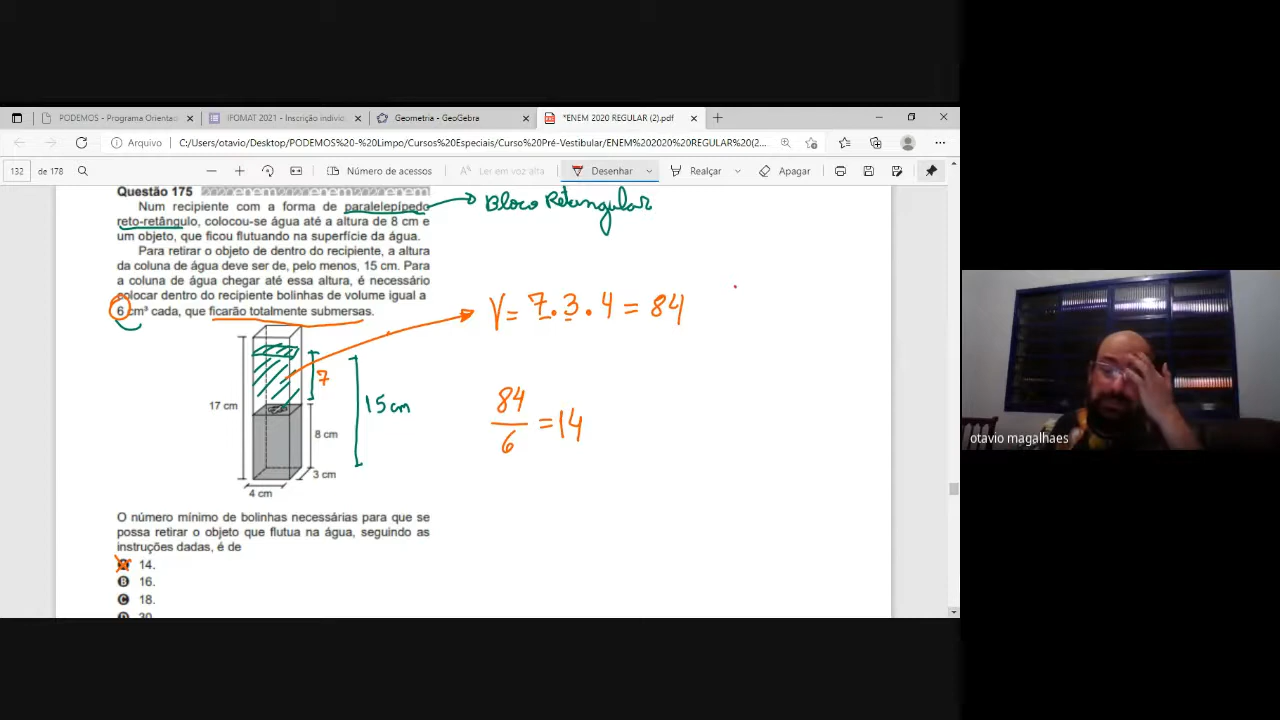 PODEMOS - Programa Orientac
IFOMAT 2021 - Inscrição individ
Geometria - GeoGebra
*ENEM 2020 REGULAR (2).pdf
Arquivo
C:/Users/otavio/Desktop/PODEMOS%20-%20Limpo/Cursos%20Especiais/Curso%20Pré-Vestibular/ENEM%202020%20REGULAR%20(2...
132 de 178
Número de acessos
Ler em voz alta
Desenhar
Realçar
Apagar
Questão 175
Num recipiente com a forma de paralelepípedo
Bloco Retangular
reto-retângulo, colocou-se água até a altura de 8 cm e
um objeto, que ficou flutuando na superfície da água.
Para retirar o objeto de dentro do recipiente, a altura
da coluna de água deve ser de, pelo menos, 15 cm. Para
a coluna de água chegar até essa altura, é necessário
colocar dentro do recipiente bolinhas de volume igual a
6 cm³ cada, que ficarão totalmente submersas.
V = 7 . 3 . 4 = 84
7
17 cm
15 cm
84
6
= 14
8 cm
3 cm
4 cm
otavio magalhaes
O número mínimo de bolinhas necessárias para que se
possa retirar o objeto que flutua na água, seguindo as
instruções dadas, é de
14.
B 16.
C 18.
D 30.